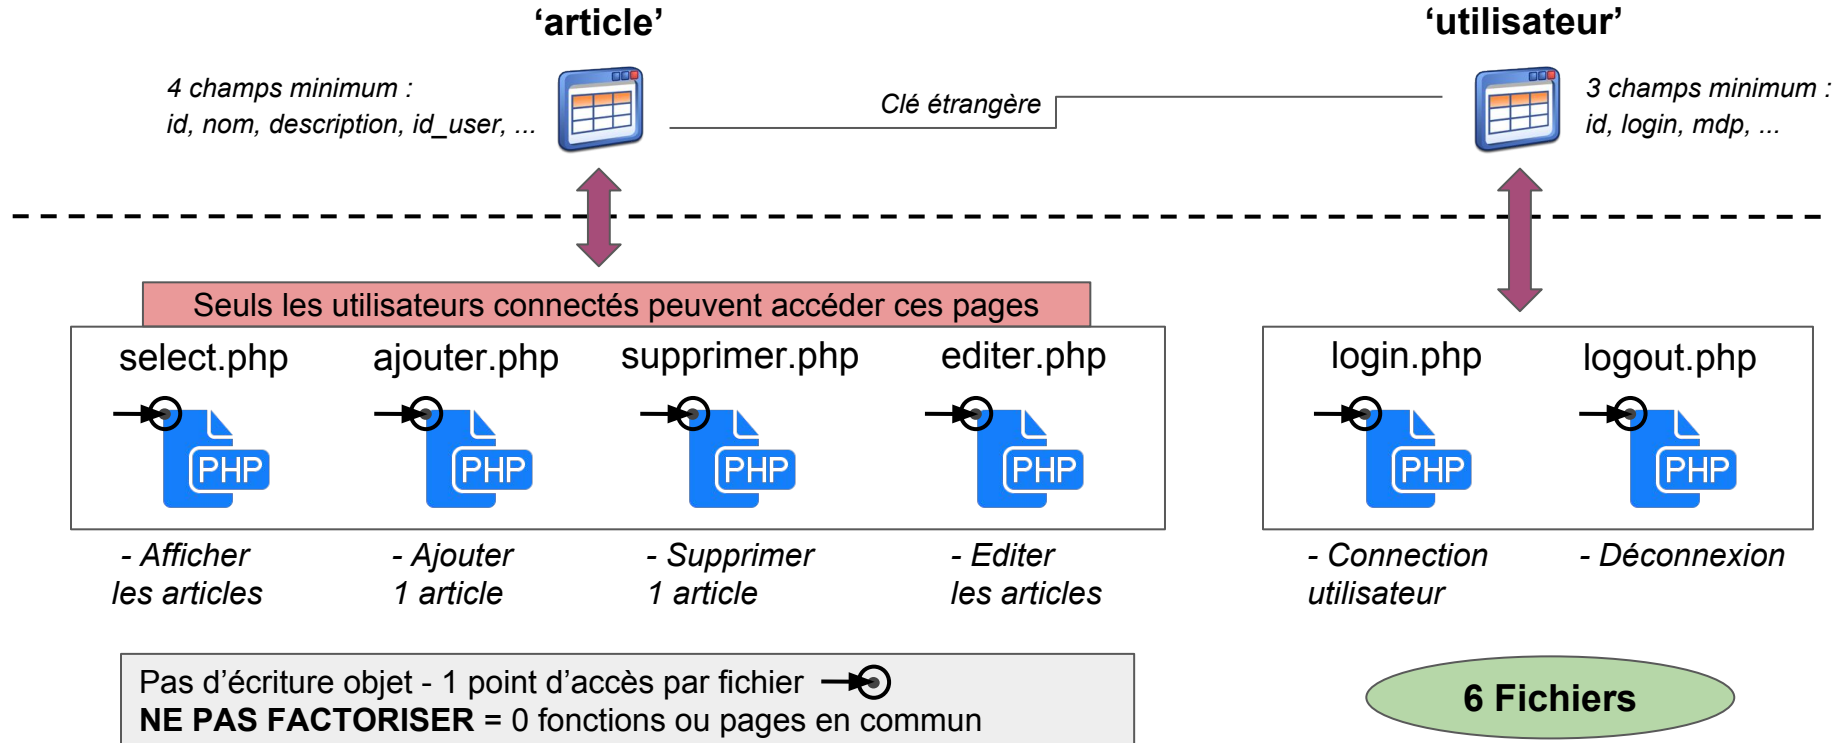 ‘article’
‘utilisateur’
4 champs minimum :
id, nom, description, id_user, ...
Clé étrangère
3 champs minimum :
id, login, mdp, ...
Seuls les utilisateurs connectés peuvent accéder ces pages
select.php
ajouter.php
supprimer.php
editer.php
login.php
logout.php
PHP
PHP
PHP
PHP
PHP
PHP
- Afficher
les articles
- Ajouter
1 article
- Supprimer
1 article
- Editer
les articles
- Connection
utilisateur
- Déconnexion
Pas d’écriture objet - 1 point d’accès par fichier
NE PAS FACTORISER = 0 fonctions ou pages en commun
6 Fichiers